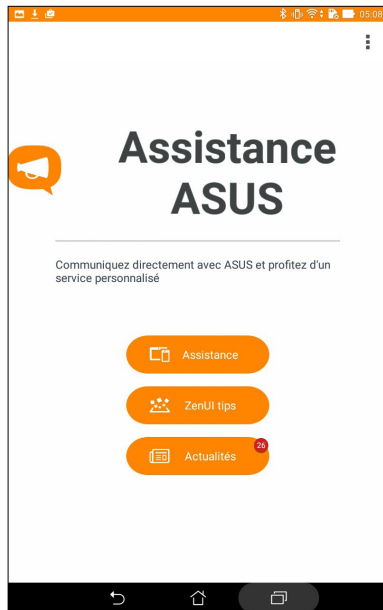 05:08
Assistance
ASUS
Communiquez directement avec ASUS et profitez d'un
service personnalisé
Assistance
ZenUI tips
26
Actualités